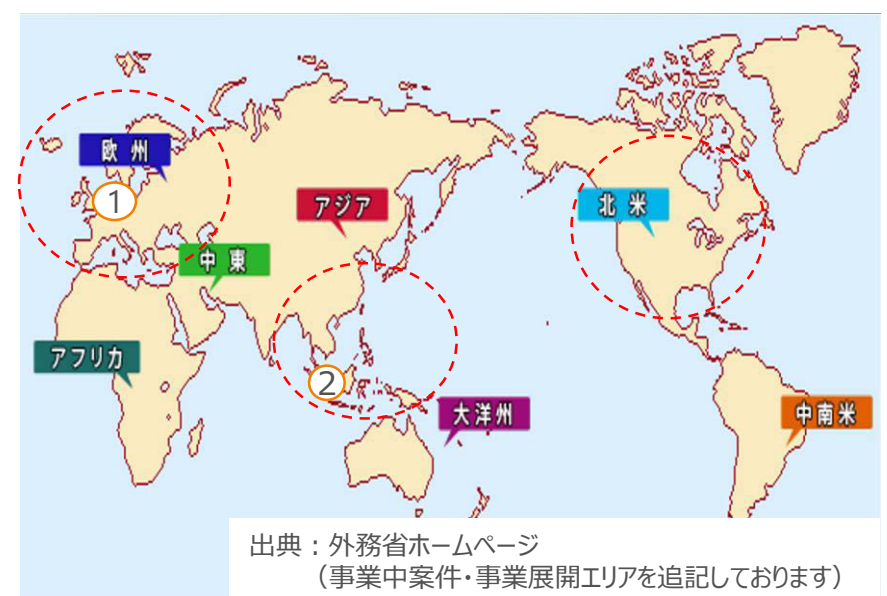 欧州
①
アジア
北米
中東
アフリカ
②
大洋州
中南米
出典：外務省ホームページ
（事業中案件・事業展開エリアを追記しております）